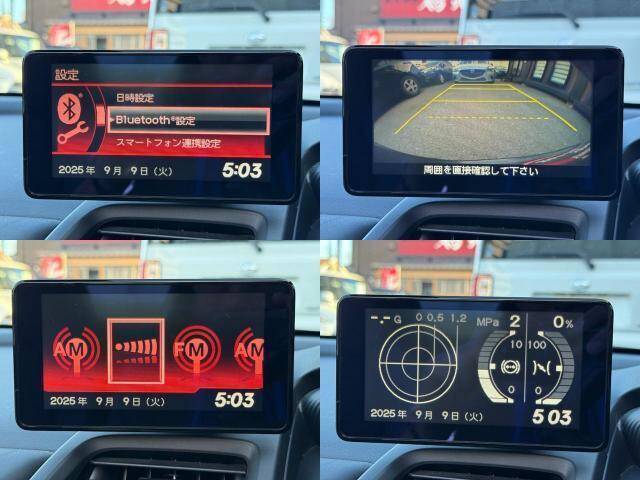 設定
日時設定
Bluetooth®設定
スマートフォン連携設定
2025年 9月 9日(火) 5:03
周囲を直接確認して下さい
AM FM AM
2025年 9月 9日(火) 5:03
-.- G 0 0.5 1.2 MPa 2 0%
10 100
0 0
2025年 9月 9日(火) 5:03